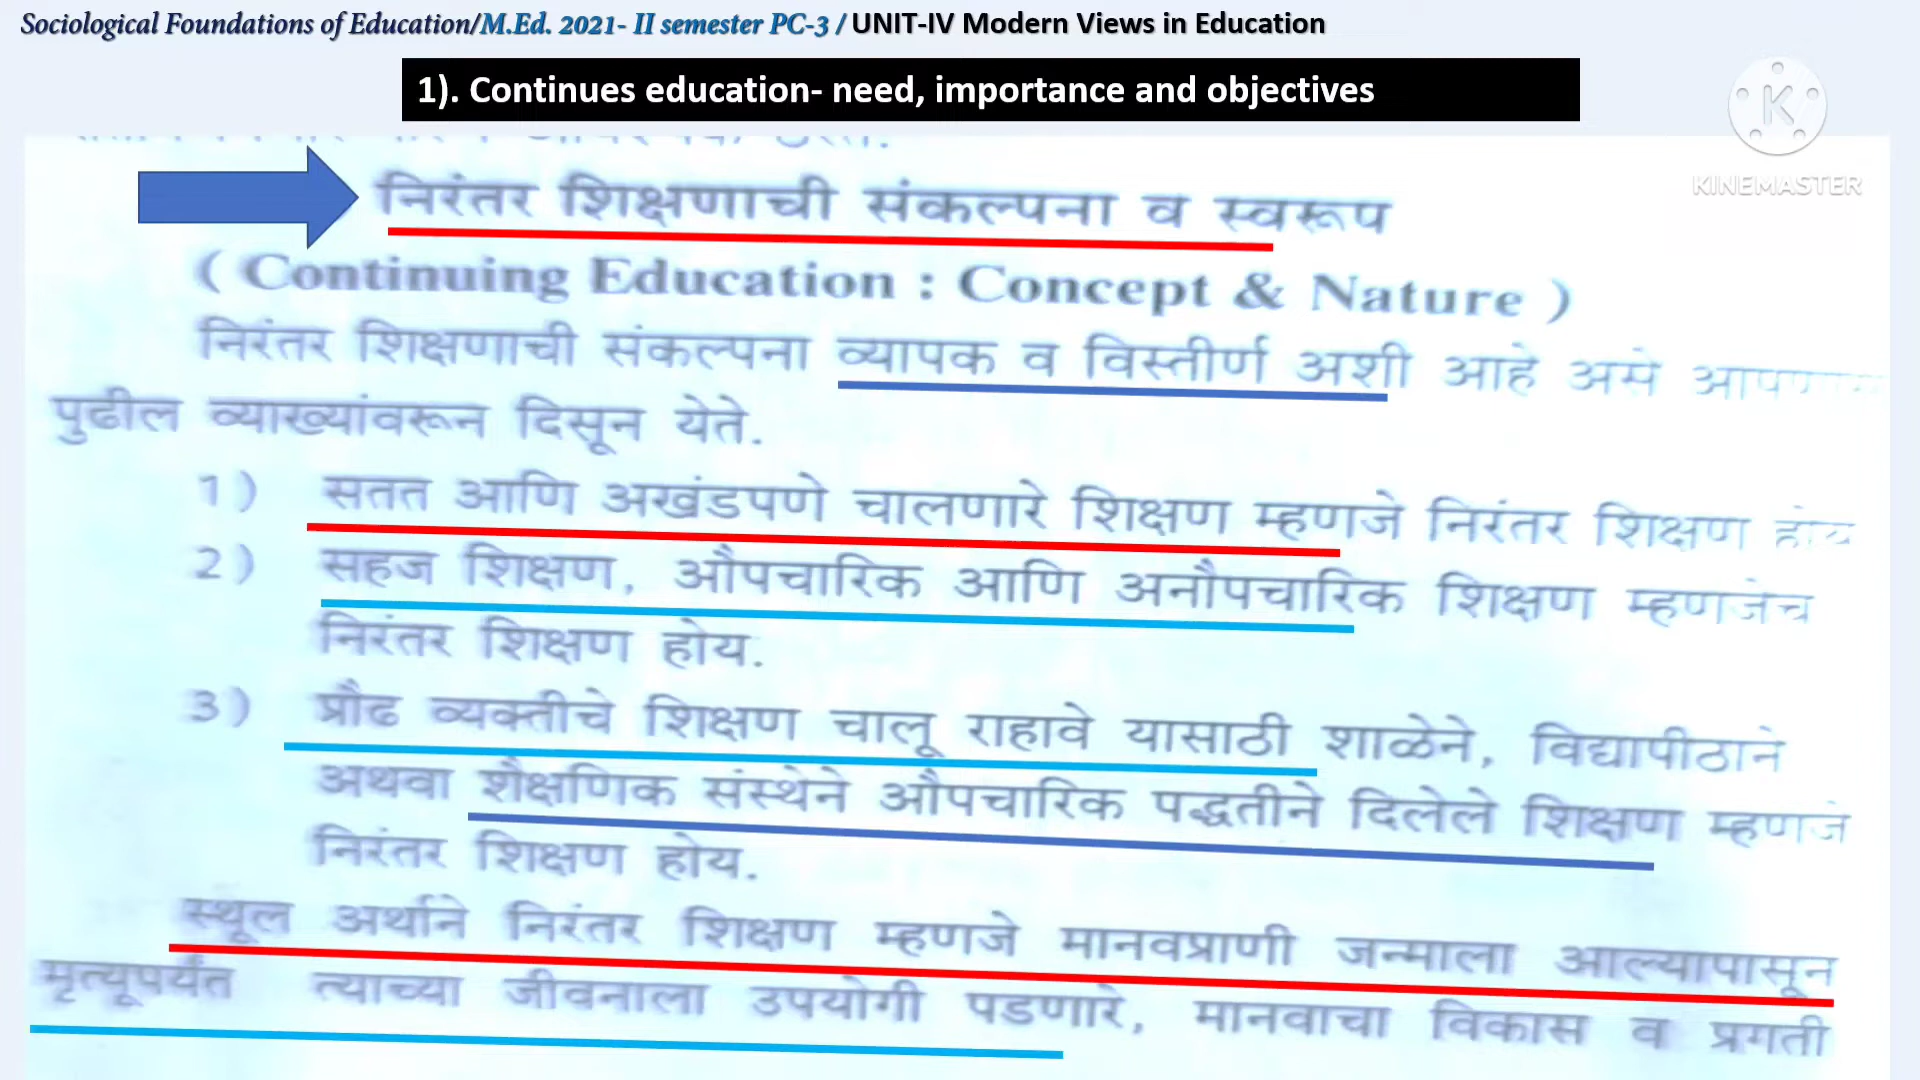 Sociological Foundations of Education/M.Ed. 2021- II semester PC-3 / UNIT-IV Modern Views in Education
1). Continues education- need, importance and objectives
K
KINEMASTER
निरंतर शिक्षणाची संकल्पना व स्वरूप
( Continuing Education : Concept & Nature )
निरंतर शिक्षणाची संकल्पना व्यापक व विस्तीर्ण अशी आहे असे
पुढील व्याख्यांवरून दिसून येते.
1) सतत आणि अखंडपणे चालणारे शिक्षण म्हणजे निरंतर शिक्षण होय
2) सहज शिक्षण, औपचारिक आणि अनौपचारिक शिक्षण म्हणजेच
निरंतर शिक्षण होय.
3) प्रौढ व्यक्तीचे शिक्षण चालू राहावे यासाठी शाळेने, विद्यापीठाने
अथवा शैक्षणिक संस्थेने औपचारिक पद्धतीने दिलेले शिक्षण म्हणजे
निरंतर शिक्षण होय.
स्थूल अर्थाने निरंतर शिक्षण म्हणजे मानवप्राणी जन्माला आल्यापासून
मृत्यूपर्यंत त्याच्या जीवनाला उपयोगी पडणारे, मानवाचा विकास व प्रगती